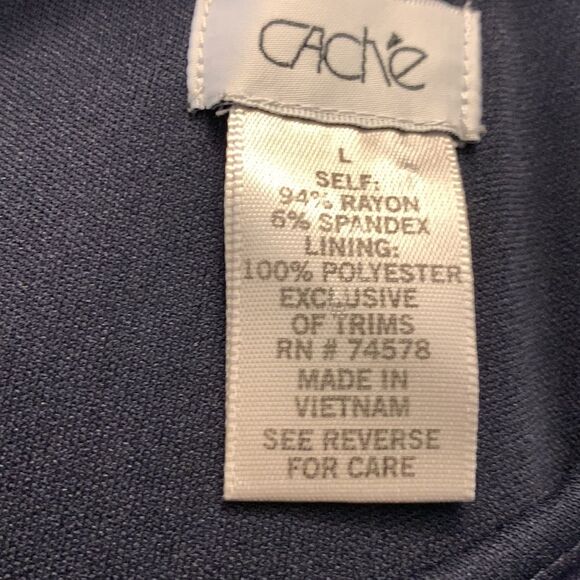 CAChé
L
SELF:
94% RAYON
6% SPANDEX
LINING:
100% POLYESTER
EXCLUSIVE
OF TRIMS
RN # 74578
MADE IN
VIETNAM
SEE REVERSE
FOR CARE